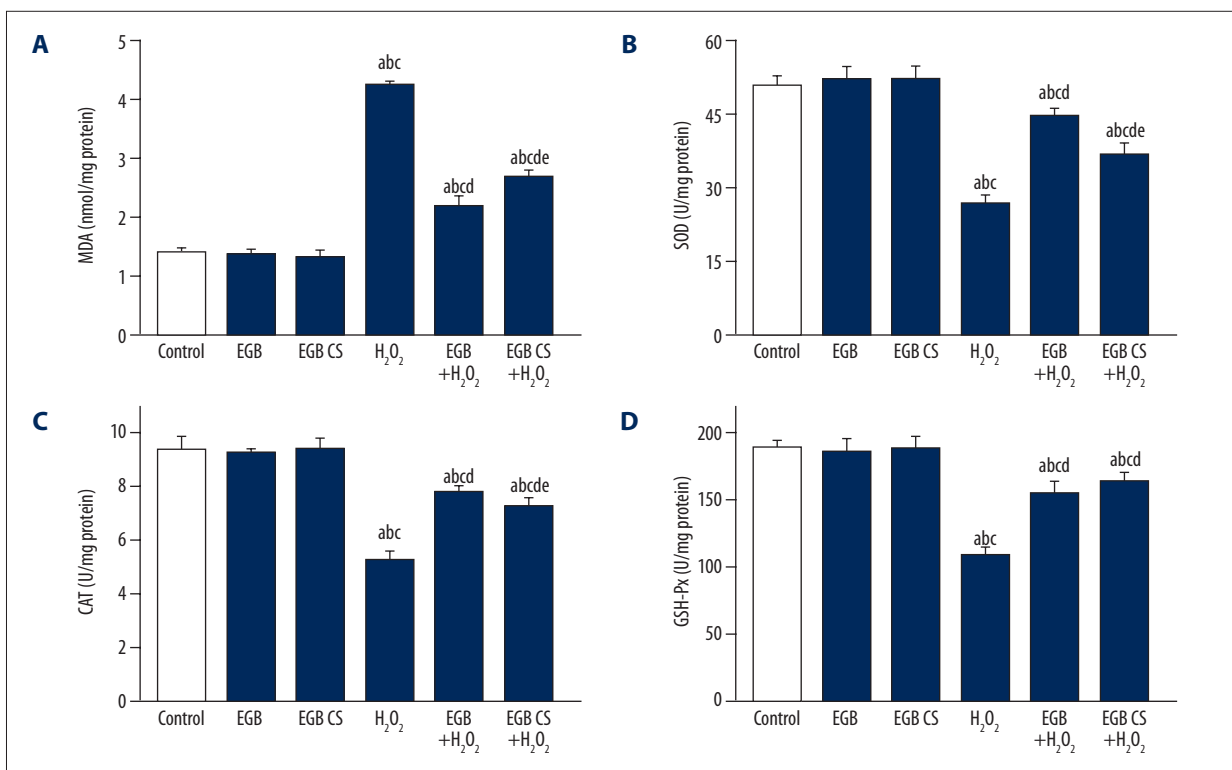 A
MDA (nmol/mg protein)
5
4
3
2
1
0
abc
abcd
abcde
Control
EGB
EGB CS
H₂O₂
EGB
+H₂O₂
EGB CS
+H₂O₂
B
SOD (U/mg protein)
60
45
30
15
0
abc
abcd
abcde
Control
EGB
EGB CS
H₂O₂
EGB
+H₂O₂
EGB CS
+H₂O₂
C
CAT (U/mg protein)
10
8
6
4
2
0
abc
abcd
abcde
Control
EGB
EGB CS
H₂O₂
EGB
+H₂O₂
EGB CS
+H₂O₂
D
GSH-Px (U/mg protein)
200
150
100
50
0
abc
abcd
abcd
Control
EGB
EGB CS
H₂O₂
EGB
+H₂O₂
EGB CS
+H₂O₂